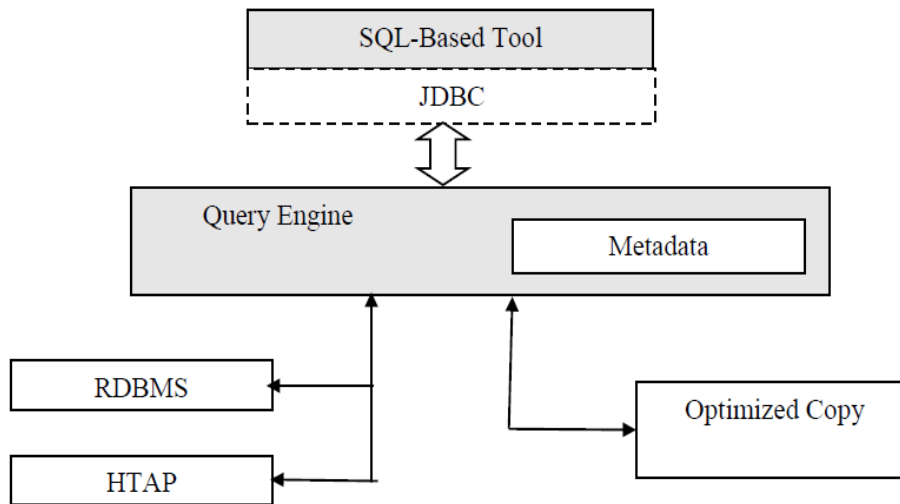 SQL-Based Tool
JDBC
Query Engine
Metadata
RDBMS
Optimized Copy
HTAP